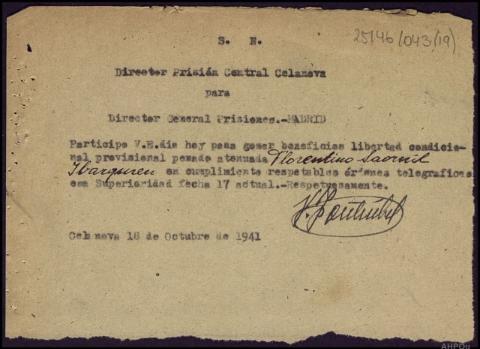 25146/043/19)
S. N.
Director Prisión Central Celanova
para
Director General Prisiones.-MADRID
Participo V.E.dia hoy pasa gozar beneficios libertad condicio-
nal provisional penado atenuada Florentino Saornil
Ibarguren en cumplimiento respetables órdenes telegraficas
esa Superioridad fecha 17 actual.-Respetuosamente.
Celanova 18 de Octubre de 1941
AHPOu